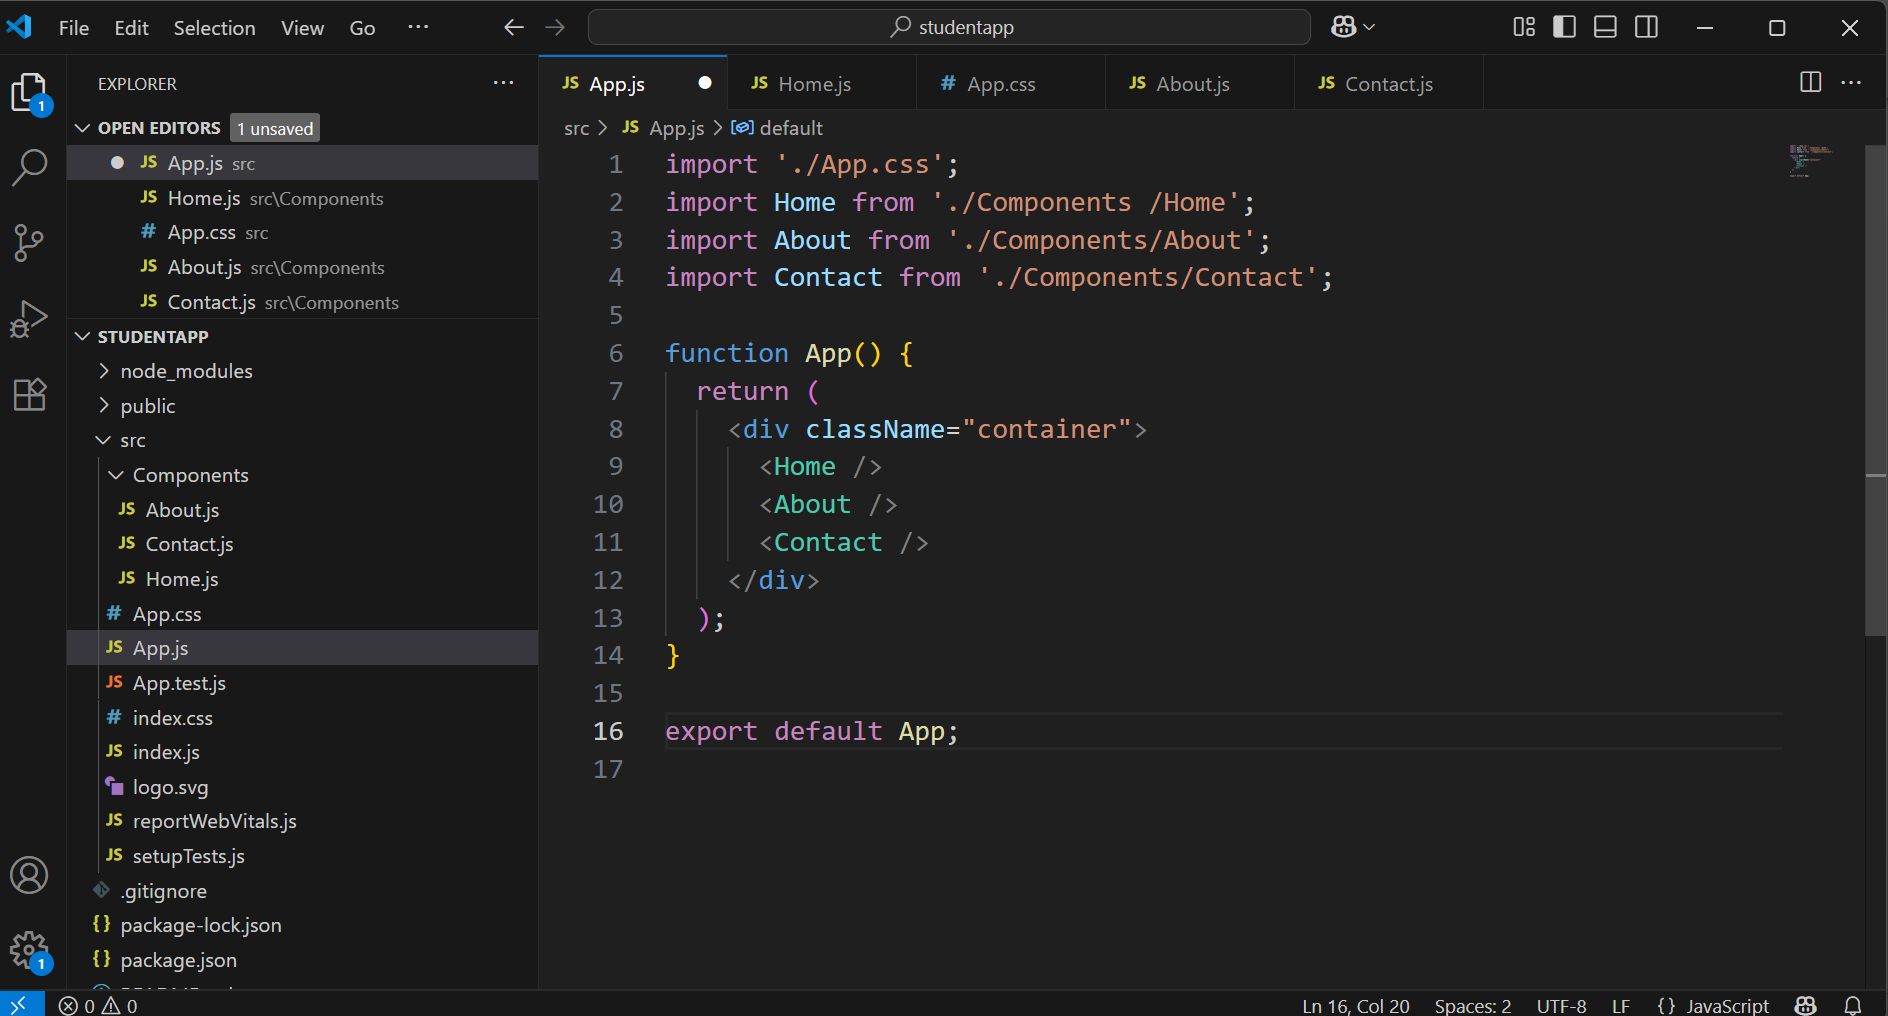 File Edit Selection View Go ···
studentapp
EXPLORER ···
OPEN EDITORS 1 unsaved
JS App.js src
JS Home.js src\Components
# App.css src
JS About.js src\Components
JS Contact.js src\Components
STUDENTAPP
node_modules
public
src
Components
JS About.js
JS Contact.js
JS Home.js
# App.css
JS App.js
JS App.test.js
# index.css
JS index.js
logo.svg
JS reportWebVitals.js
JS setupTests.js
.gitignore
{} package-lock.json
{} package.json
1
1
JS App.js
JS Home.js
# App.css
JS About.js
JS Contact.js
src > JS App.js > default
1 import './App.css';
2 import Home from './Components /Home';
3 import About from './Components/About';
4 import Contact from './Components/Contact';
5
6 function App() {
7 return (
8 <div className="container">
9 <Home />
10 <About />
11 <Contact />
12 </div>
13 );
14 }
15
16 export default App;
17
0 0
Ln 16, Col 20 Spaces: 2 UTF-8 LF {} JavaScript